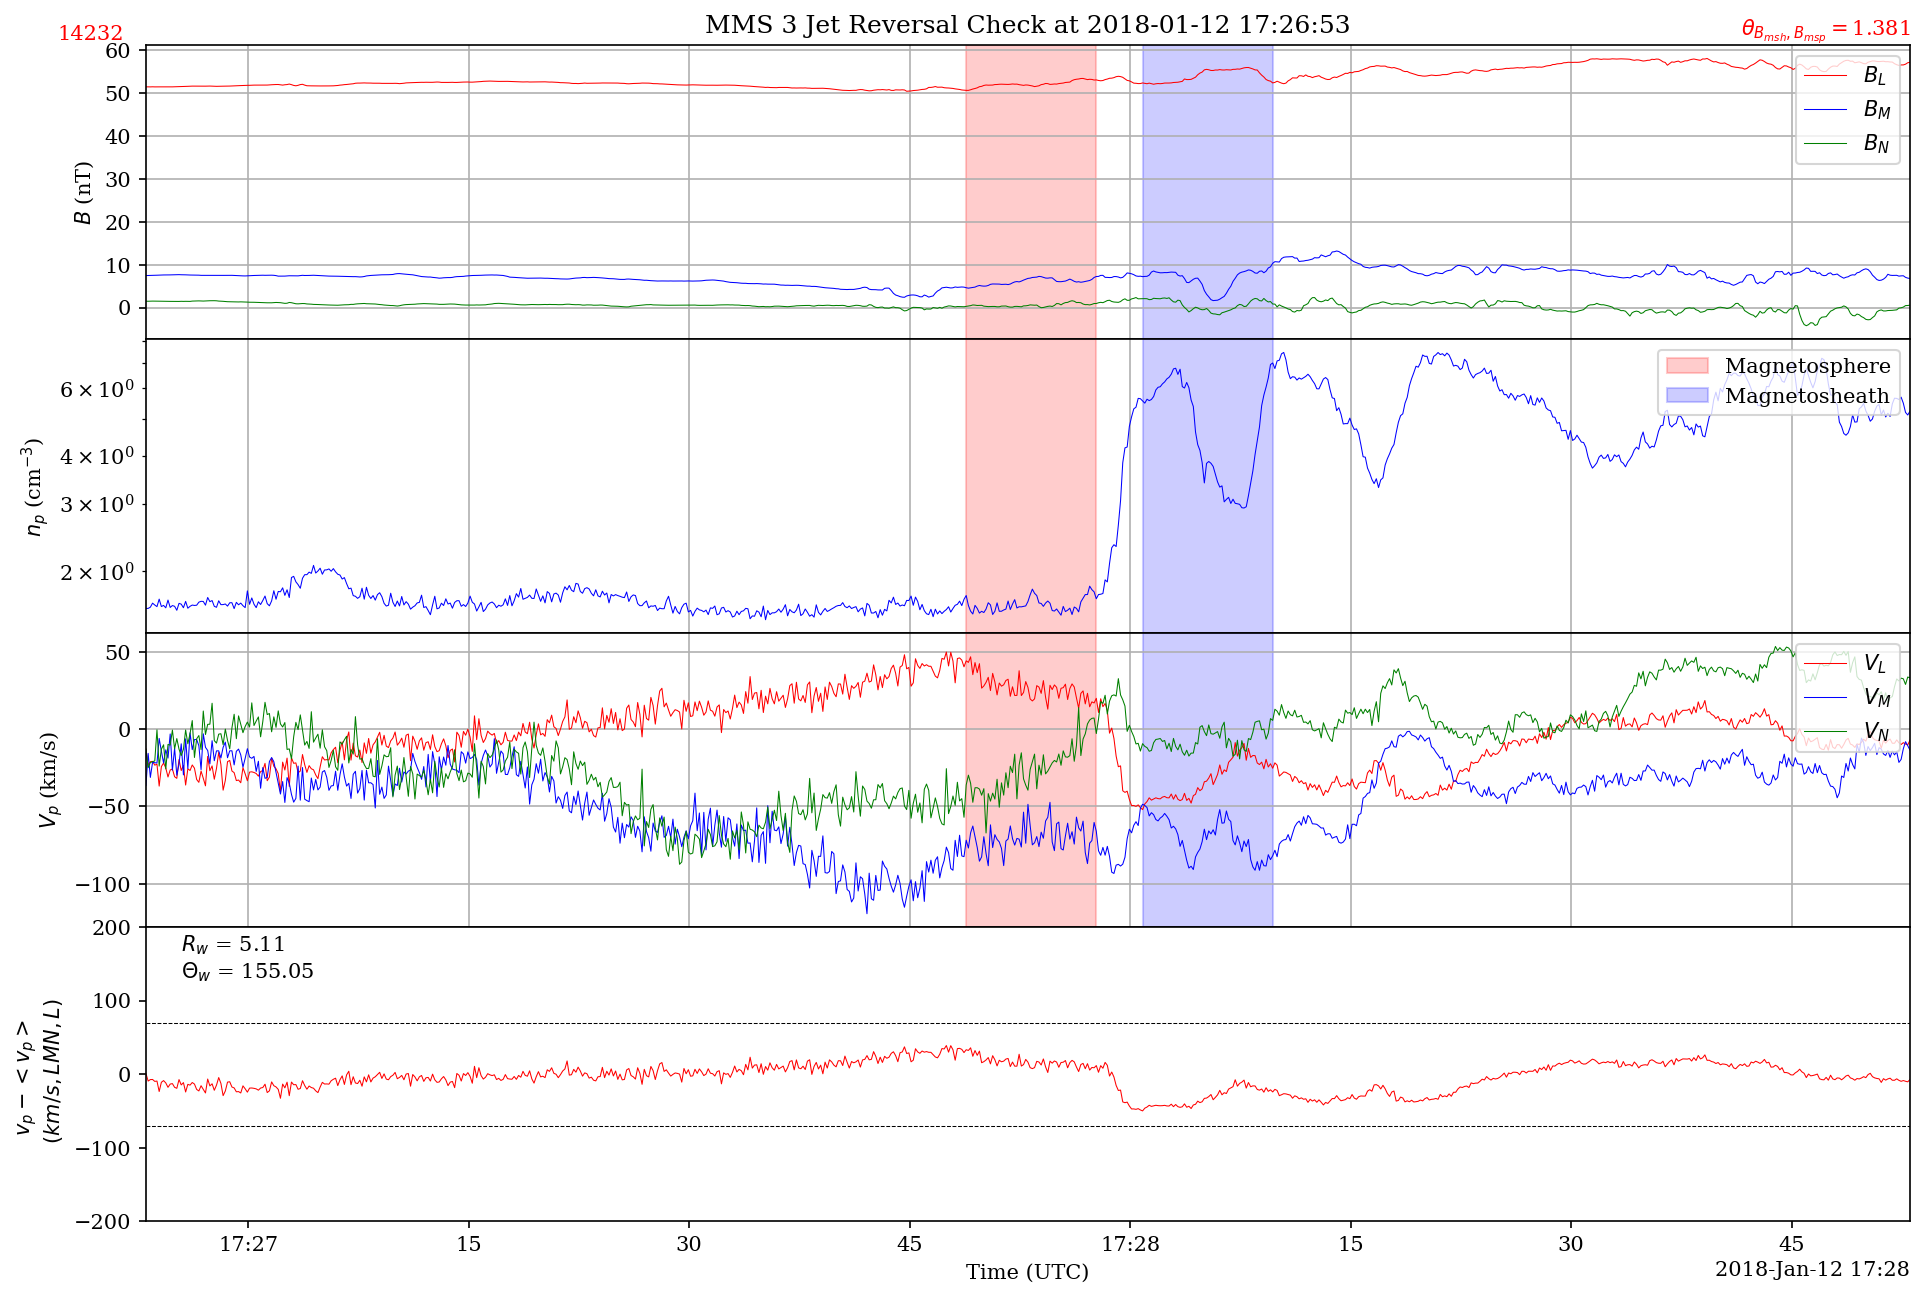 MMS 3 Jet Reversal Check at 2018-01-12 17:26:53
14232
θ_{B_{msh}, B_{msp}} = 1.381
60
50
40
30
20
10
0
B (nT)
B_L
B_M
B_N
6 × 10^0
4 × 10^0
3 × 10^0
2 × 10^0
n_p (cm^{-3})
Magnetosphere
Magnetosheath
50
0
−50
−100
V_p (km/s)
V_L
V_M
V_N
200
100
0
−100
−200
v_p − < v_p >
(km/s, LMN, L)
R_w = 5.11
Θ_w = 155.05
17:27
15
30
45
17:28
15
30
45
Time (UTC)
2018-Jan-12 17:28